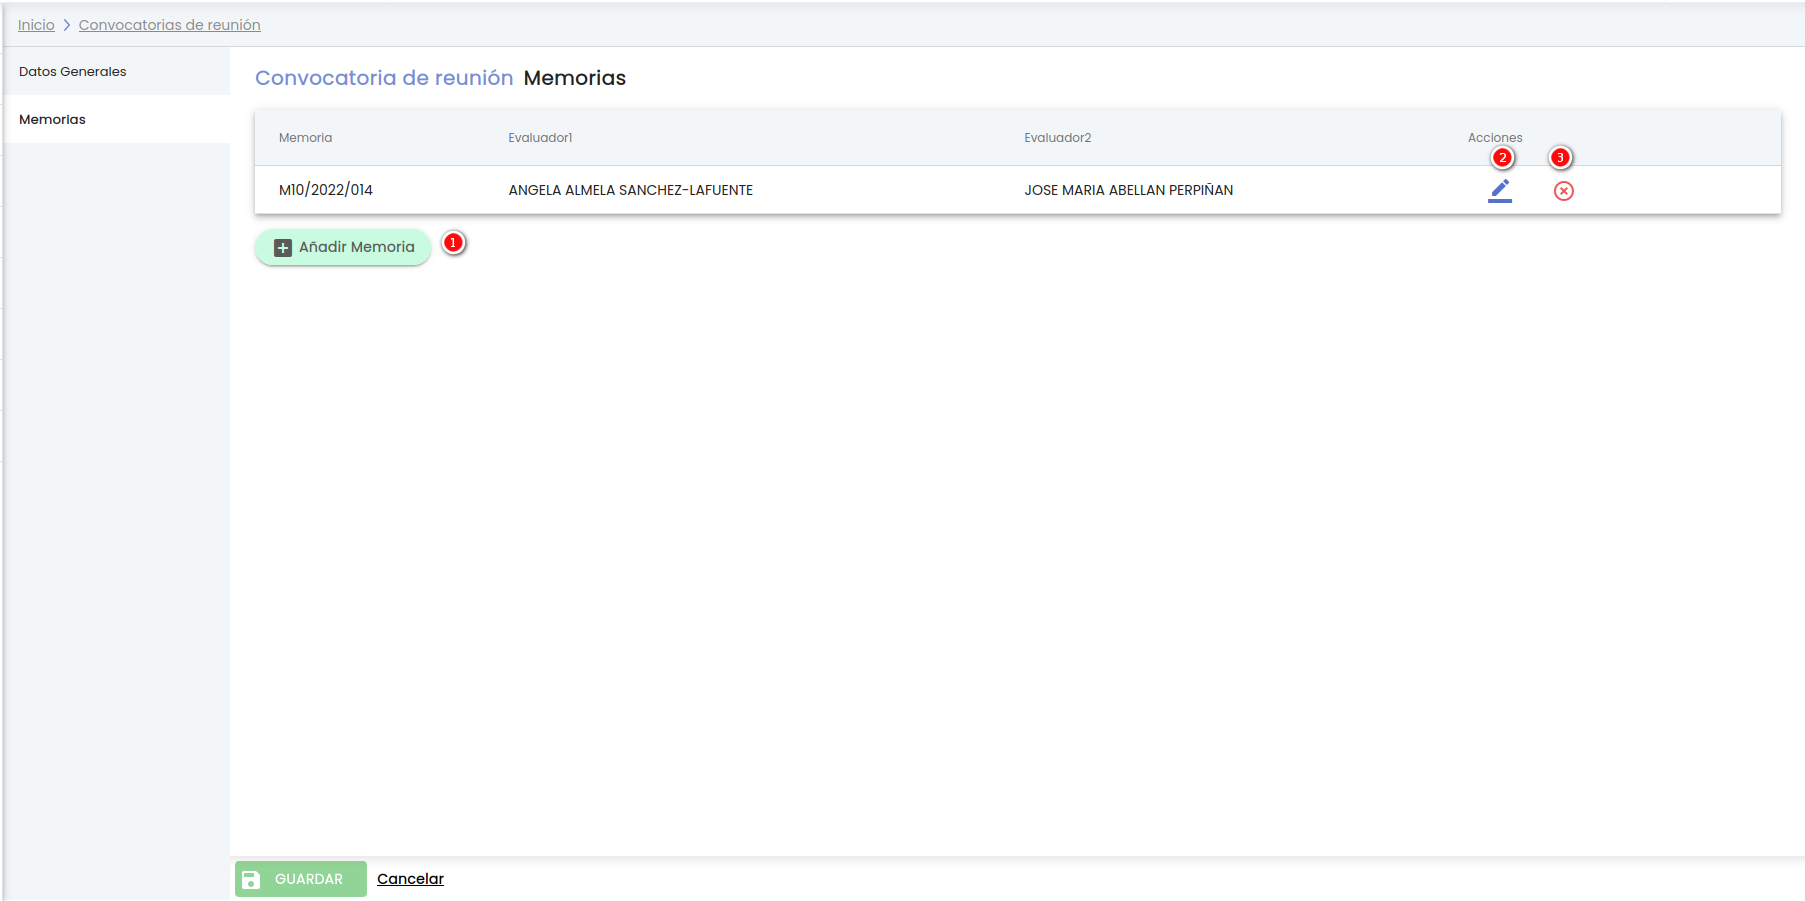 Inicio > Convocatorias de reunión
Datos Generales
Memorias
Convocatoria de reunión Memorias
Memoria Evaluador1 Evaluador2 Acciones
2 3
M10/2022/014 ANGELA ALMELA SANCHEZ-LAFUENTE JOSE MARIA ABELLAN PERPIÑAN
Añadir Memoria 1
GUARDAR Cancelar